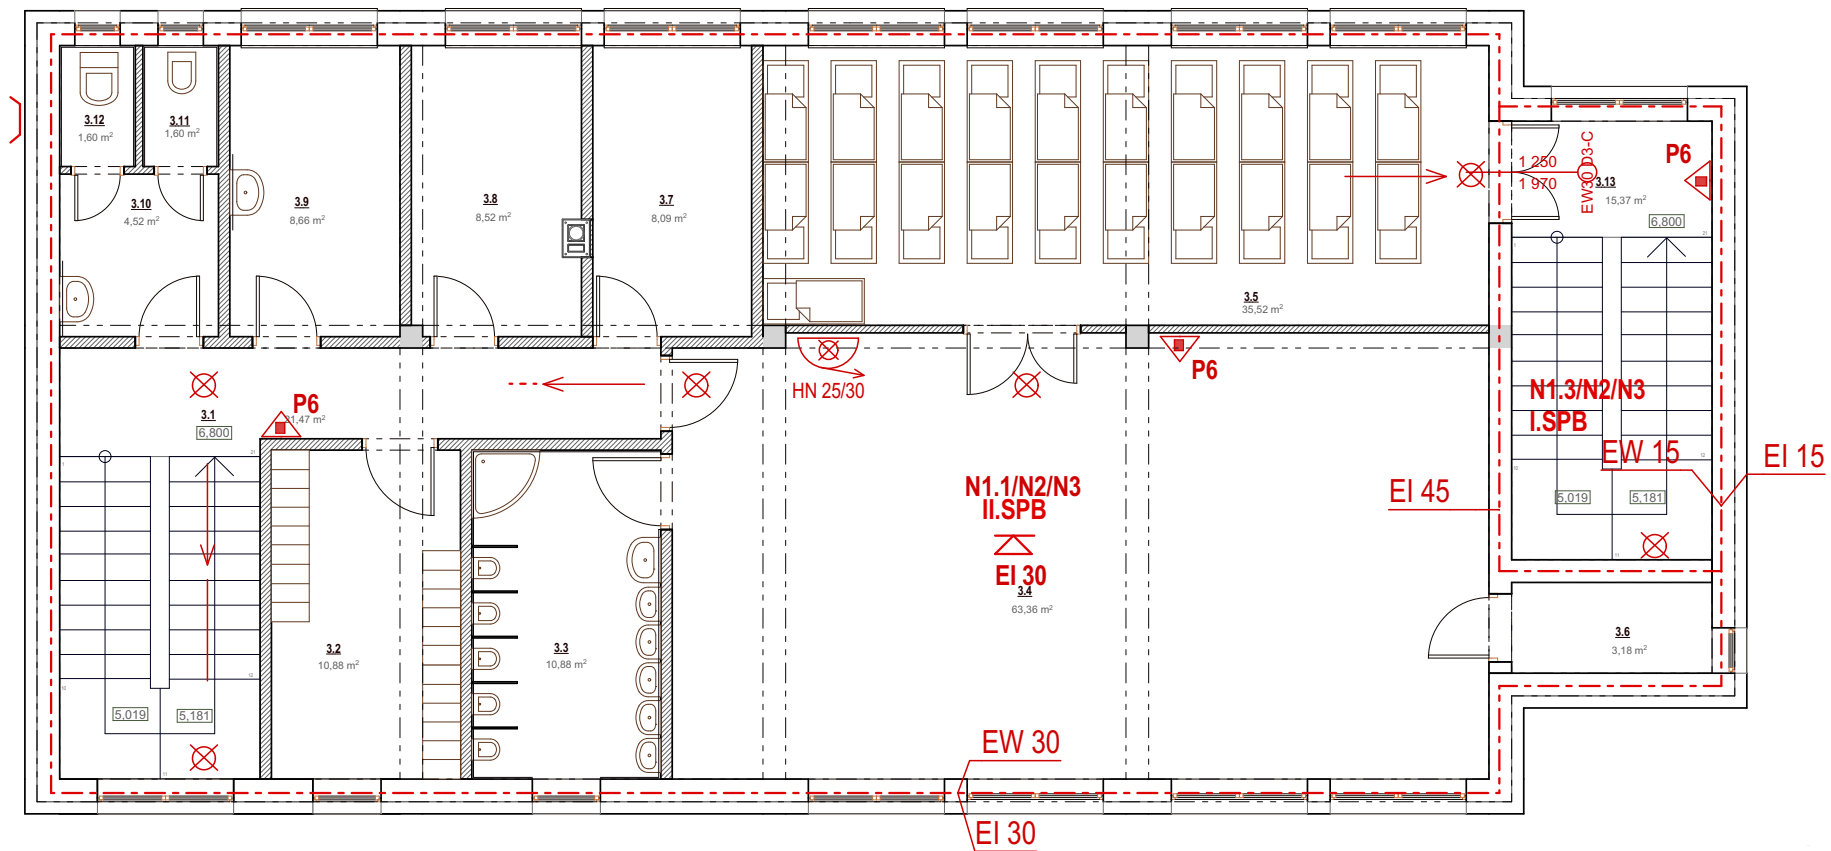 3.12
1,60 m²
3.11
1,60 m²
3.10
4,52 m²
3.9
8,66 m²
3.8
8,52 m²
3.7
8,09 m²
3.5
35,52 m²
1 250
1 970
EW30 D3-C
3.13
15,37 m²
6,800
P6
HN 25/30
P6
P6
31,47 m²
3.1
6,800
N1.3/N2/N3
I.SPB
EW 15
EI 15
EI 45
N1.1/N2/N3
II.SPB
EI 30
3.4
63,36 m²
5,019
5,181
3.2
10,88 m²
3.3
10,88 m²
3.6
3,18 m²
5,019
5,181
EW 30
EI 30